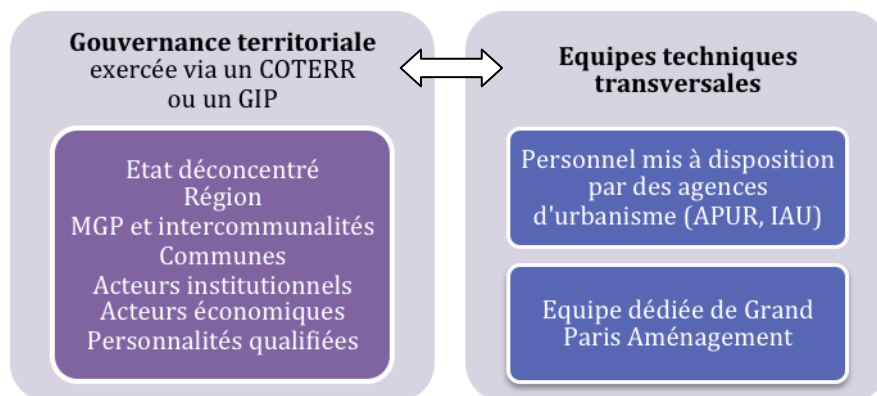 Gouvernance territoriale
exercée via un COTERR
ou un GIP
Etat déconcentré
Région
MGP et intercommunalités
Communes
Acteurs institutionnels
Acteurs économiques
Personnalités qualifiées
Equipes techniques
transversales
Personnel mis à disposition
par des agences
d'urbanisme (APUR, IAU)
Equipe dédiée de Grand
Paris Aménagement